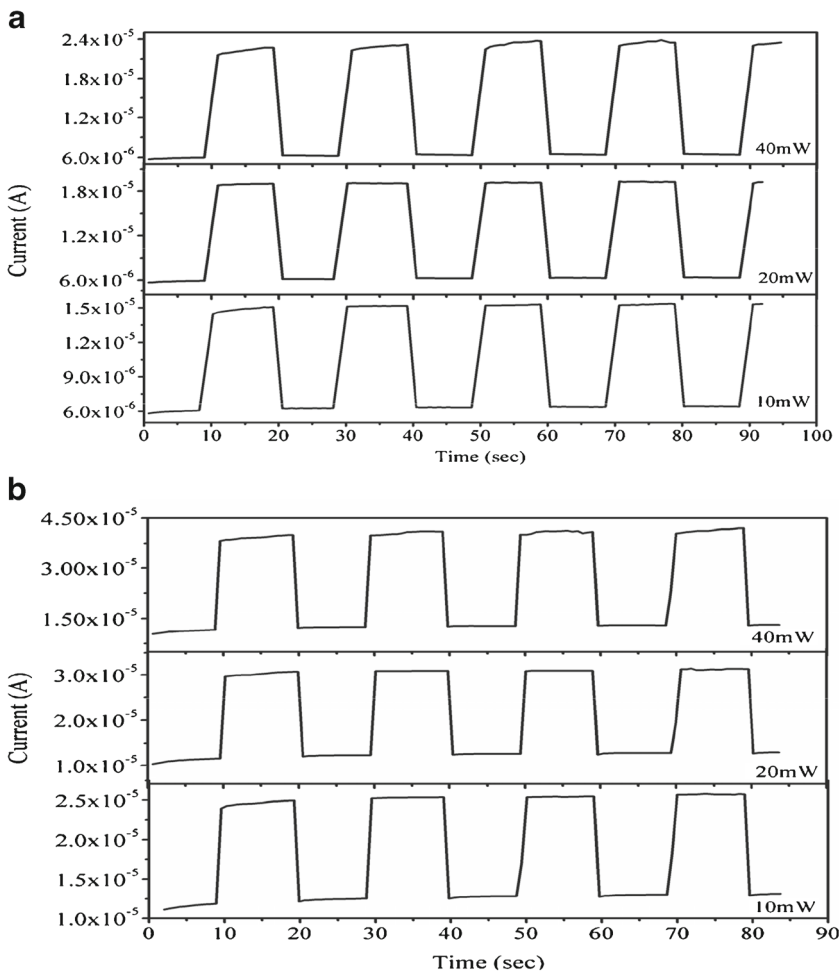 a
2.4x10⁻⁵
1.8x10⁻⁵
1.2x10⁻⁵
6.0x10⁻⁶
40mW
1.8x10⁻⁵
1.2x10⁻⁵
6.0x10⁻⁶
20mW
1.5x10⁻⁵
1.2x10⁻⁵
9.0x10⁻⁶
6.0x10⁻⁶
10mW
Current (A)
0 10 20 30 40 50 60 70 80 90 100
Time (sec)
b
4.50x10⁻⁵
3.00x10⁻⁵
1.50x10⁻⁵
40mW
3.0x10⁻⁵
2.0x10⁻⁵
1.0x10⁻⁵
20mW
2.5x10⁻⁵
2.0x10⁻⁵
1.5x10⁻⁵
1.0x10⁻⁵
10mW
Current (A)
0 10 20 30 40 50 60 70 80 90
Time (sec)